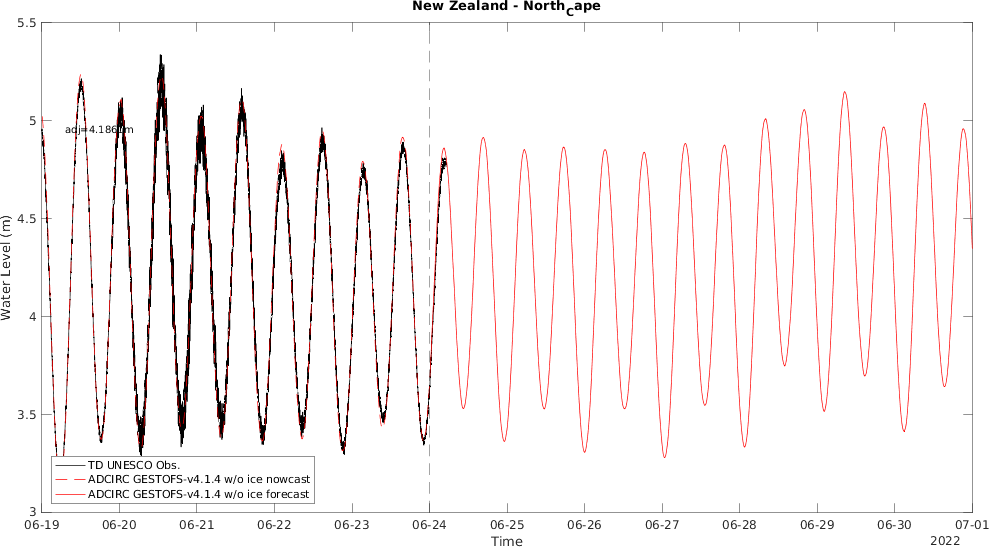 New Zealand - NorthCape
5.5
5
4.5
4
3.5
3
Water Level (m)
adj=4.1861m
TD UNESCO Obs.
ADCIRC GESTOFS-v4.1.4 w/o ice nowcast
ADCIRC GESTOFS-v4.1.4 w/o ice forecast
06-19 06-20 06-21 06-22 06-23 06-24 06-25 06-26 06-27 06-28 06-29 06-30 07-01
Time
2022